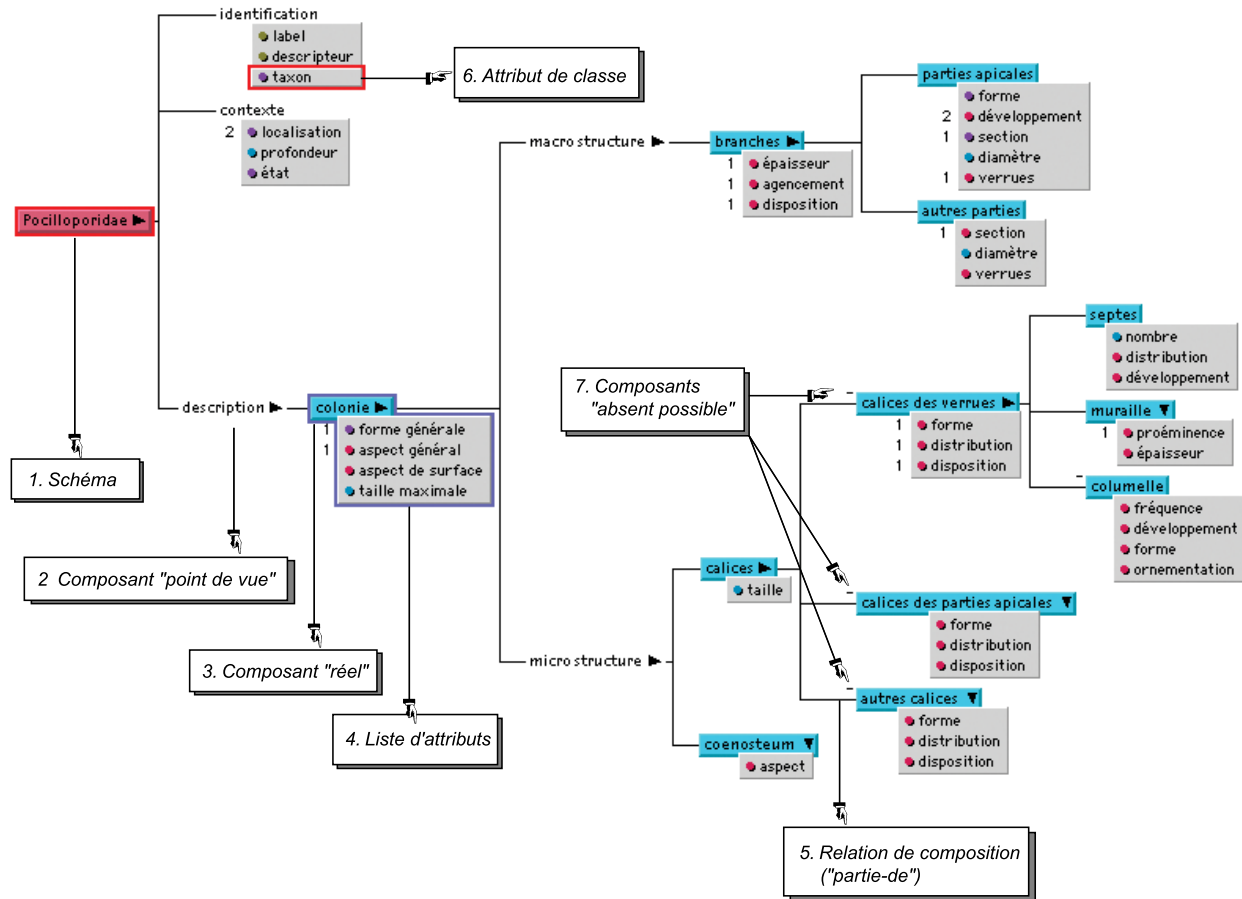 identification
label
descripteur
taxon
6. Attribut de classe
contexte
2 localisation
profondeur
état
Pocilloporidae
1. Schéma
description
2 Composant "point de vue"
colonie
1 forme générale
1 aspect général
aspect de surface
taille maximale
3. Composant "réel"
4. Liste d'attributs
macro structure
branches
1 épaisseur
1 agencement
1 disposition
parties apicales
forme
2 développement
1 section
diamètre
1 verrues
autres parties
1 section
diamètre
verrues
7. Composants
"absent possible"
micro structure
calices
taille
coenosteum
aspect
calices des verrues
1 forme
1 distribution
1 disposition
septes
nombre
distribution
développement
muraille
1 proéminence
épaisseur
columelle
fréquence
développement
forme
ornementation
calices des parties apicales
forme
distribution
disposition
autres calices
forme
distribution
disposition
5. Relation de composition
("partie-de")